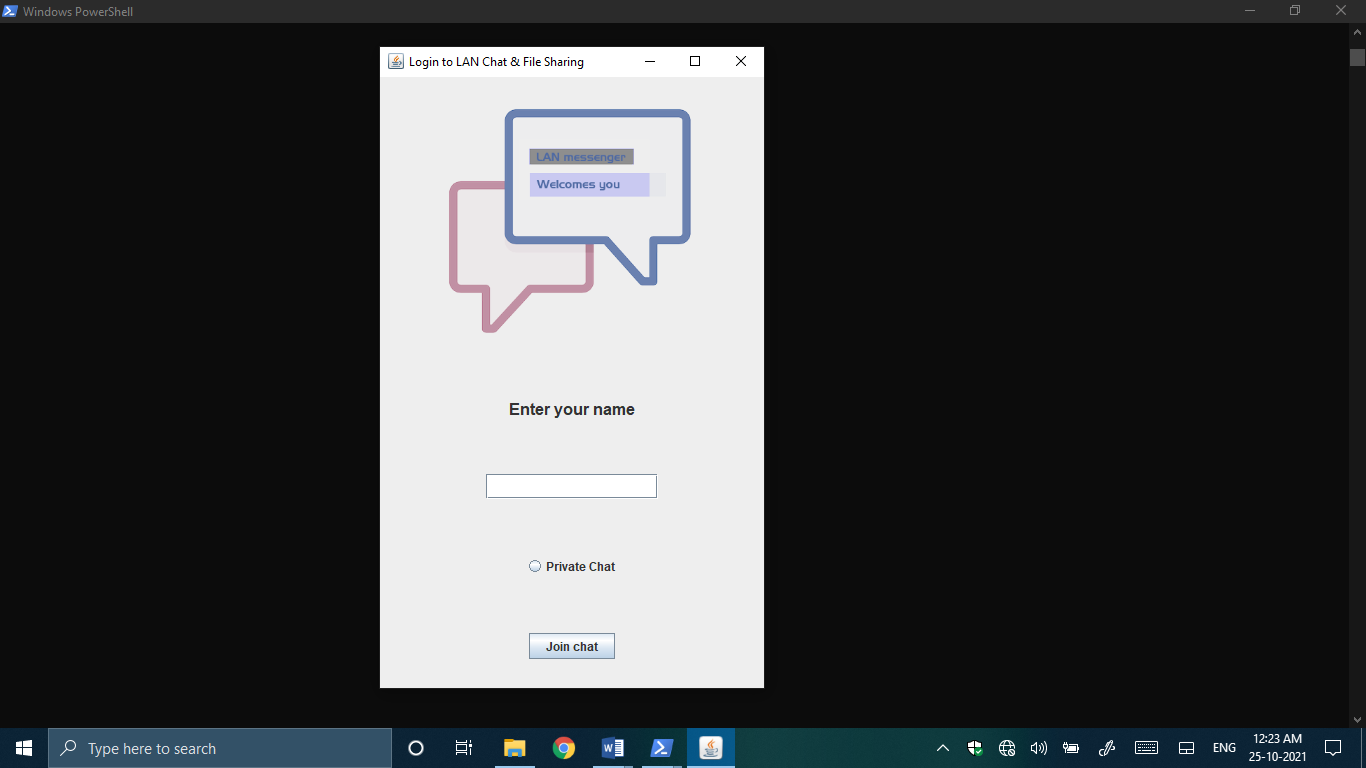 Windows PowerShell
Login to LAN Chat & File Sharing
LAN messenger
Welcomes you
Enter your name
Private Chat
Join chat
Type here to search
ENG
12:23 AM
25-10-2021